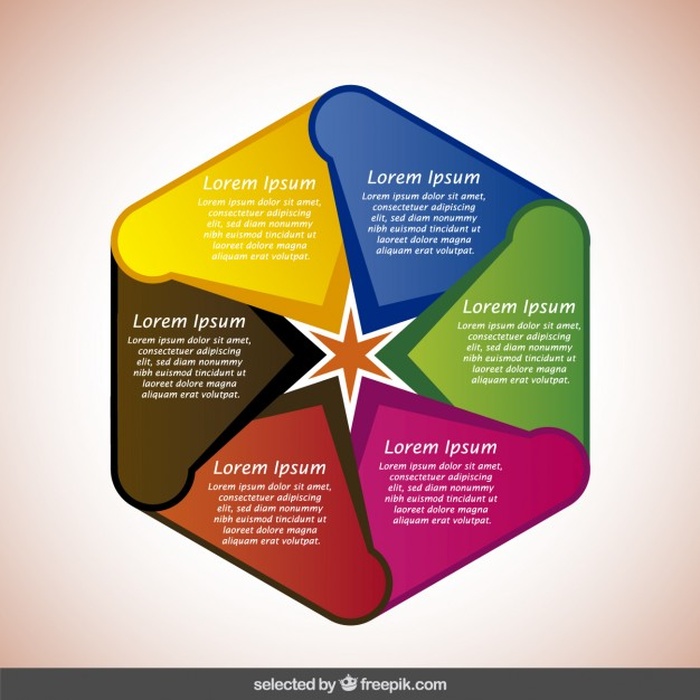 Lorem Ipsum
Lorem ipsum dolor sit amet,
consectetuer adipiscing
elit, sed diam nonummy
nibh euismod tincidunt ut
laoreet dolore magna
aliquam erat volutpat.
Lorem Ipsum
Lorem ipsum dolor sit amet,
consectetuer adipiscing
elit, sed diam nonummy
nibh euismod tincidunt ut
laoreet dolore magna
aliquam erat volutpat.
Lorem Ipsum
Lorem ipsum dolor sit amet,
consectetuer adipiscing
elit, sed diam nonummy
nibh euismod tincidunt ut
laoreet dolore magna
aliquam erat volutpat.
Lorem Ipsum
Lorem ipsum dolor sit amet,
consectetuer adipiscing
elit, sed diam nonummy
nibh euismod tincidunt ut
laoreet dolore magna
aliquam erat volutpat.
Lorem Ipsum
Lorem ipsum dolor sit amet,
consectetuer adipiscing
elit, sed diam nonummy
nibh euismod tincidunt ut
laoreet dolore magna
aliquam erat volutpat.
Lorem Ipsum
Lorem ipsum dolor sit amet,
consectetuer adipiscing
elit, sed diam nonummy
nibh euismod tincidunt ut
laoreet dolore magna
aliquam erat volutpat.
selected by freepik.com